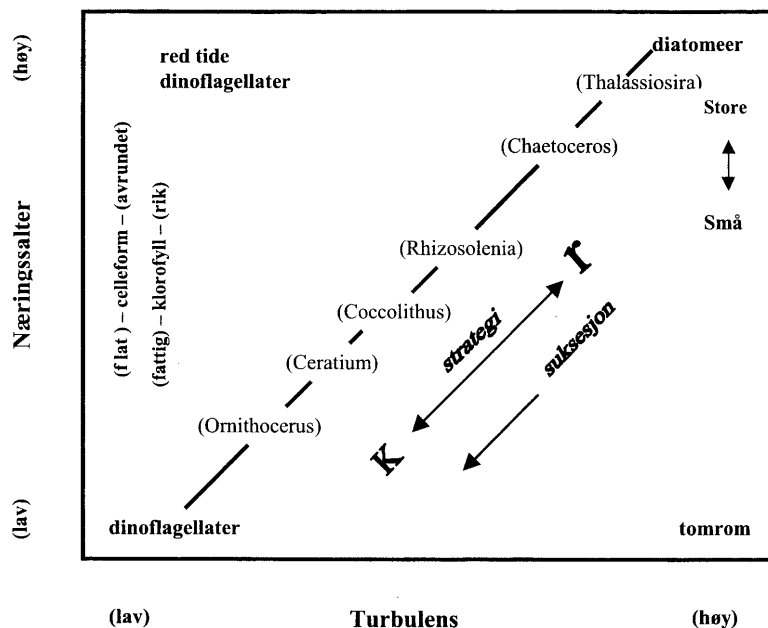 (høy)
Næringssalter
(lav)
red tide
dinoflagellater
(flat ) – celleform – (avrundet)
(fattig) – klorofyll – (rik)
diatomeer
(Thalassiosira)
Store
(Chaetoceros)
Små
(Rhizosolenia)
r
(Coccolithus)
strategi
suksesjon
(Ceratium)
(Ornithocerus)
K
dinoflagellater
tomrom
(lav)
Turbulens
(høy)